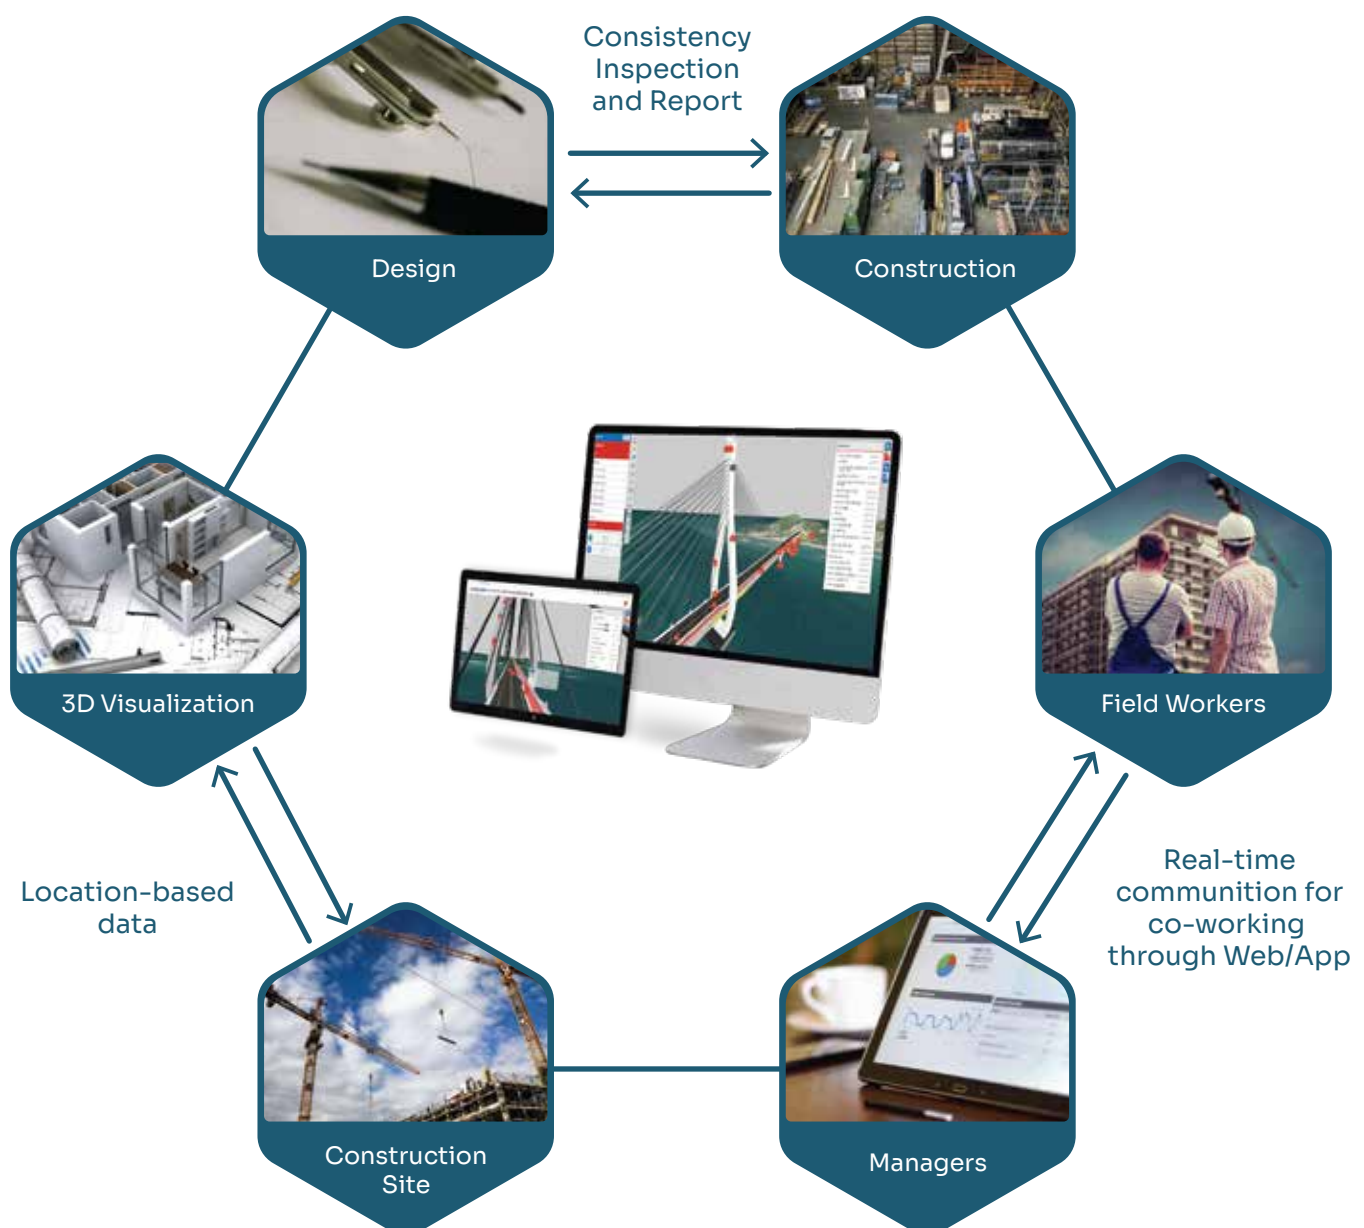 Consistency
Inspection
and Report
Design
Construction
3D Visualization
Field Workers
Location-based
data
Real-time
communition for
co-working
through Web/App
Construction
Site
Managers